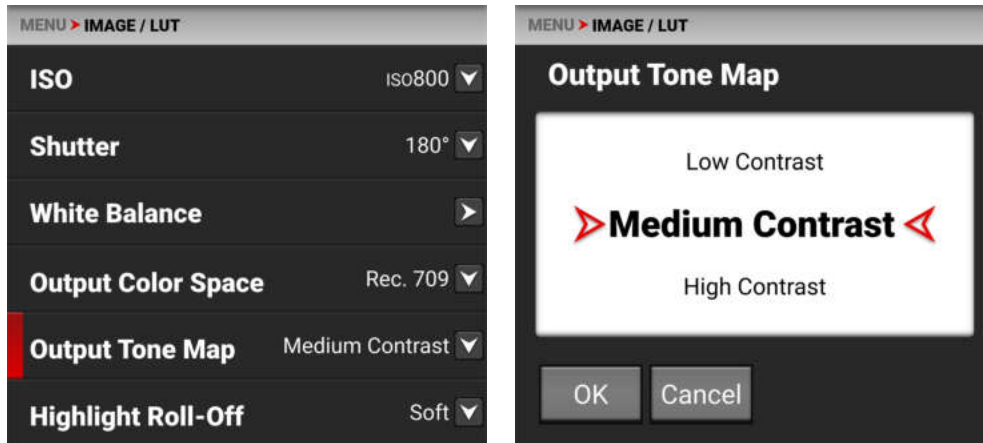 MENU > IMAGE / LUT
ISO ISO800
Shutter 180°
White Balance
Output Color Space Rec. 709
Output Tone Map Medium Contrast
Highlight Roll-Off Soft
MENU > IMAGE / LUT
Output Tone Map
Low Contrast
Medium Contrast
High Contrast
OK Cancel